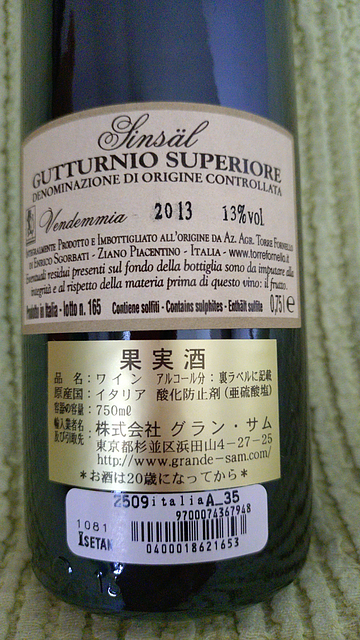 Sinsäl
GUTTURNIO SUPERIORE
DENOMINAZIONE DI ORIGINE CONTROLLATA
Vendemmia 2013 13%vol
INTEGRALMENTE PRODOTTO E IMBOTTIGLIATO ALL'ORIGINE DA AZ. AGR. TORRE FORNELLO
DI ENRICO SGORBATI - ZIANO PIACENTINO - ITALIA - www.torrefornello.it
Eventuali residui presenti sul fondo della bottiglia sono da imputare alla
integrità e al rispetto della materia prima di questo vino: il frutto.
Prodotto in Italia - lotto n. 165 Contiene solfiti - Contains sulphites - Enthält sulfite 0,75 l e
果実酒
品名:ワイン アルコール分:裏ラベルに記載
原産国:イタリア 酸化防止剤(亜硫酸塩)
容器の容量:750mℓ
輸入業者名、及び引取先:株式会社 グラン・サム
東京都杉並区浜田山4-27-25
http://www.grande-sam.com/
*お酒は20歳になってから*
2509italiaA_35
9700074367948
1081
ISETAN
0400018621653